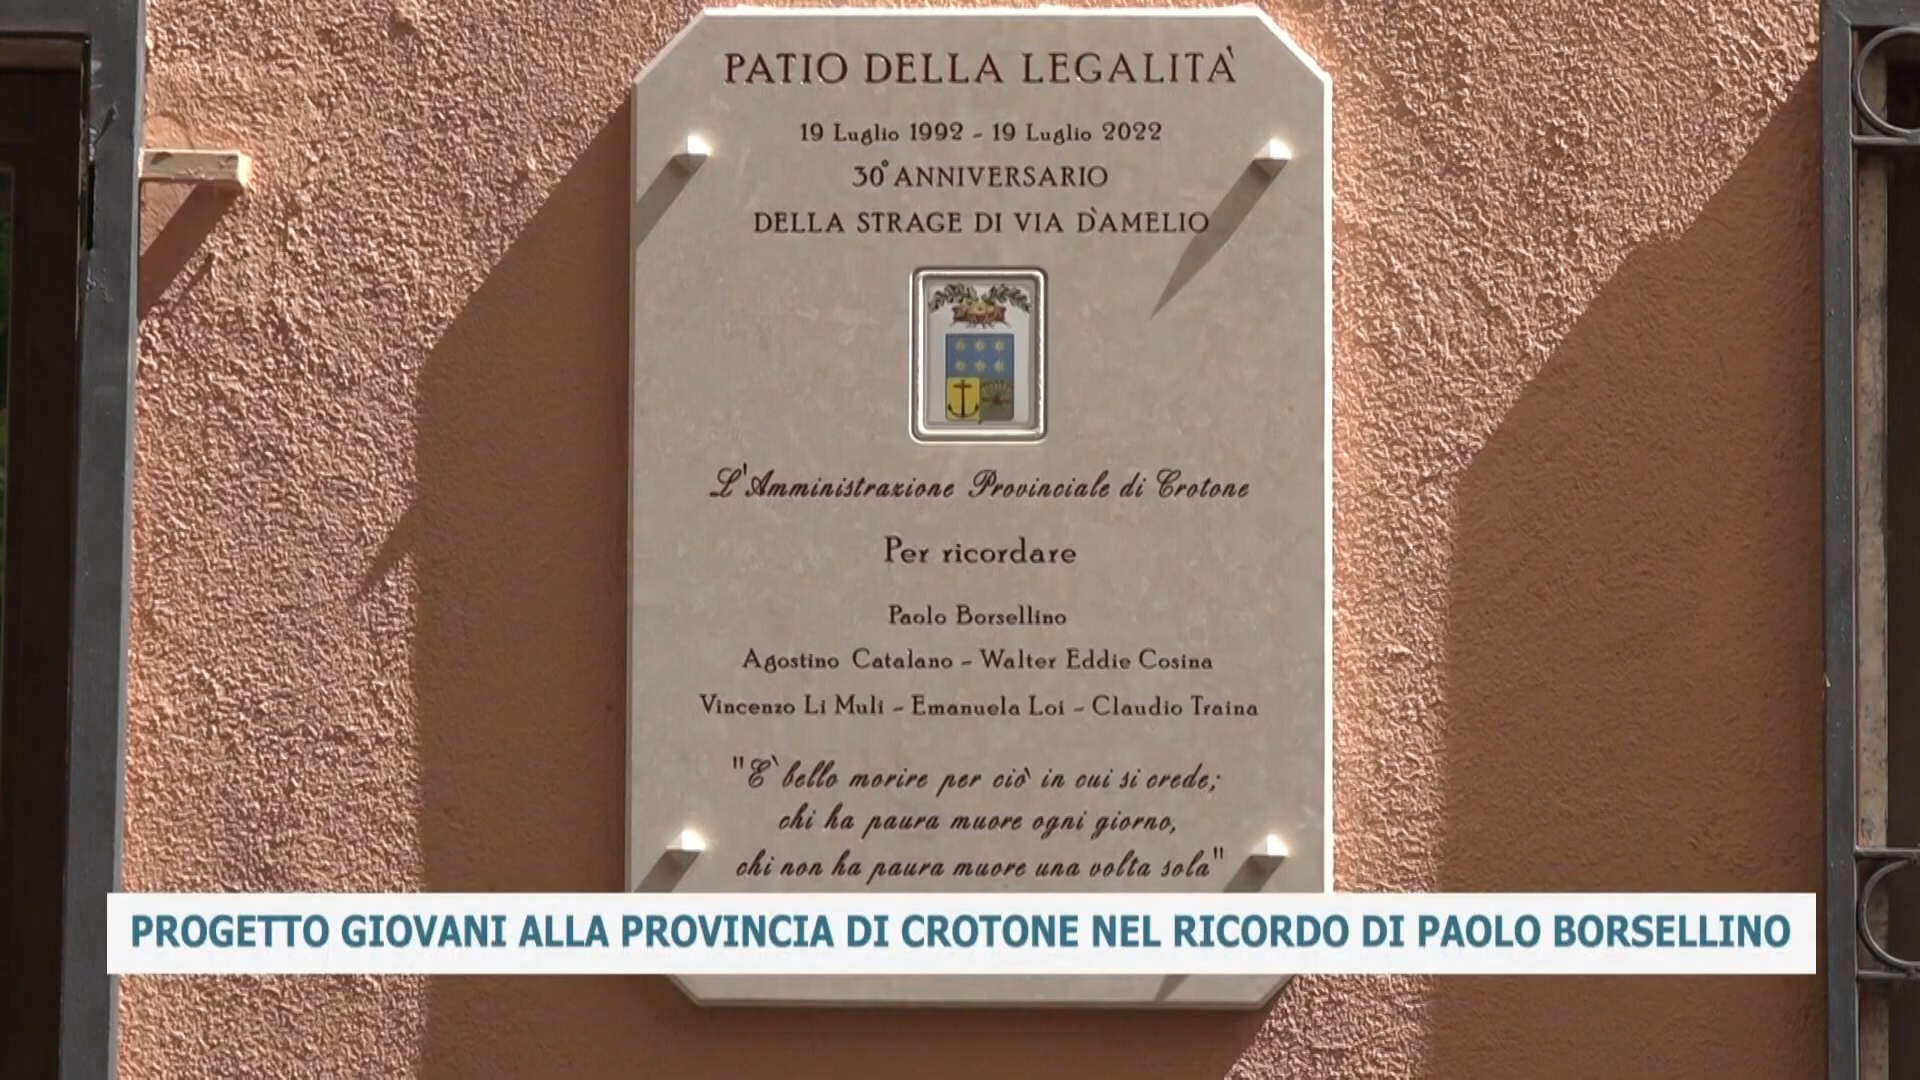 PATIO DELLA LEGALITA'
19 Luglio 1992 - 19 Luglio 2022
30° ANNIVERSARIO
DELLA STRAGE DI VIA D'AMELIO
L'Amministrazione Provinciale di Crotone
Per ricordare
Paolo Borsellino
Agostino Catalano - Walter Eddie Cosina
Vincenzo Li Muli - Emanuela Loi - Claudio Traina
"E' bello morire per ciò in cui si crede;
chi ha paura muore ogni giorno,
chi non ha paura muore una volta sola"
PROGETTO GIOVANI ALLA PROVINCIA DI CROTONE NEL RICORDO DI PAOLO BORSELLINO